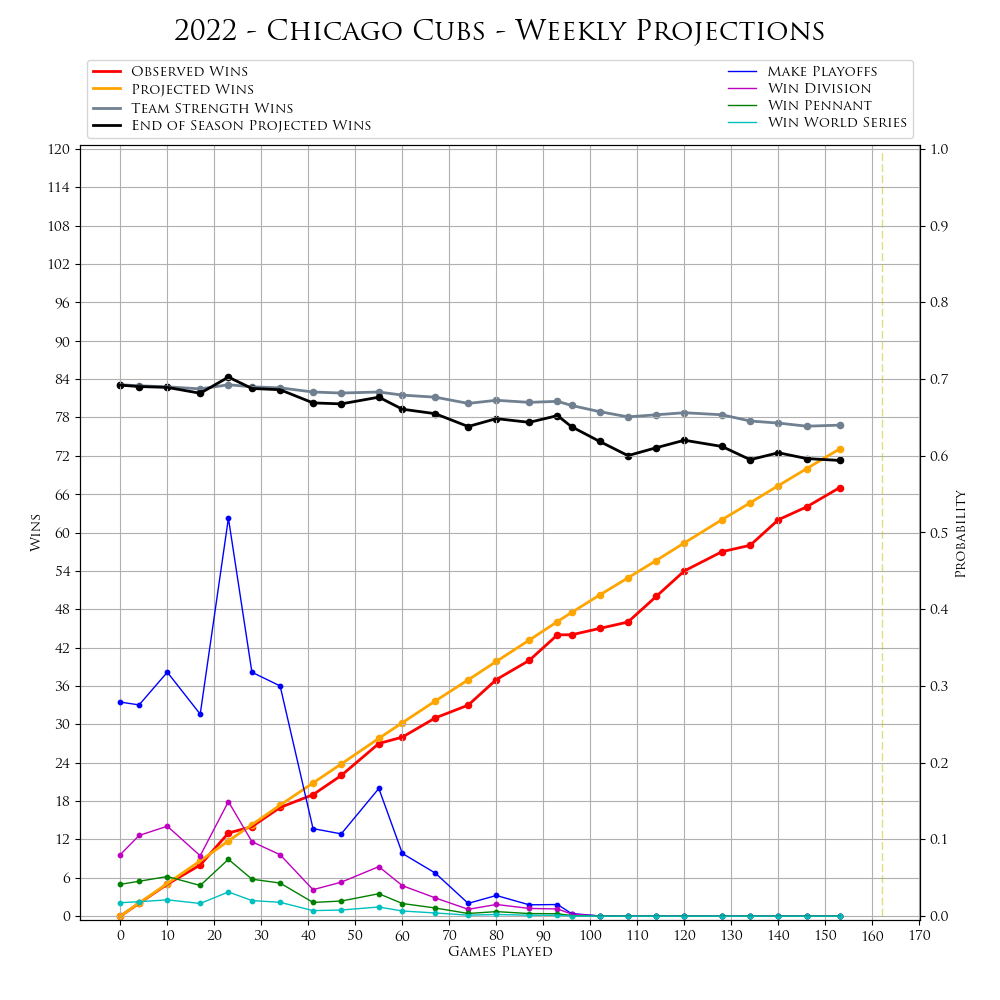 2022 - Chicago Cubs - Weekly Projections
Observed Wins
Projected Wins
Team Strength Wins
End of Season Projected Wins
Make Playoffs
Win Division
Win Pennant
Win World Series
120
114
108
102
96
90
84
78
72
66
60
54
48
42
36
30
24
18
12
6
0
Wins
1.0
0.9
0.8
0.7
0.6
0.5
0.4
0.3
0.2
0.1
0.0
Probability
0 10 20 30 40 50 60 70 80 90 100 110 120 130 140 150 160 170
Games Played